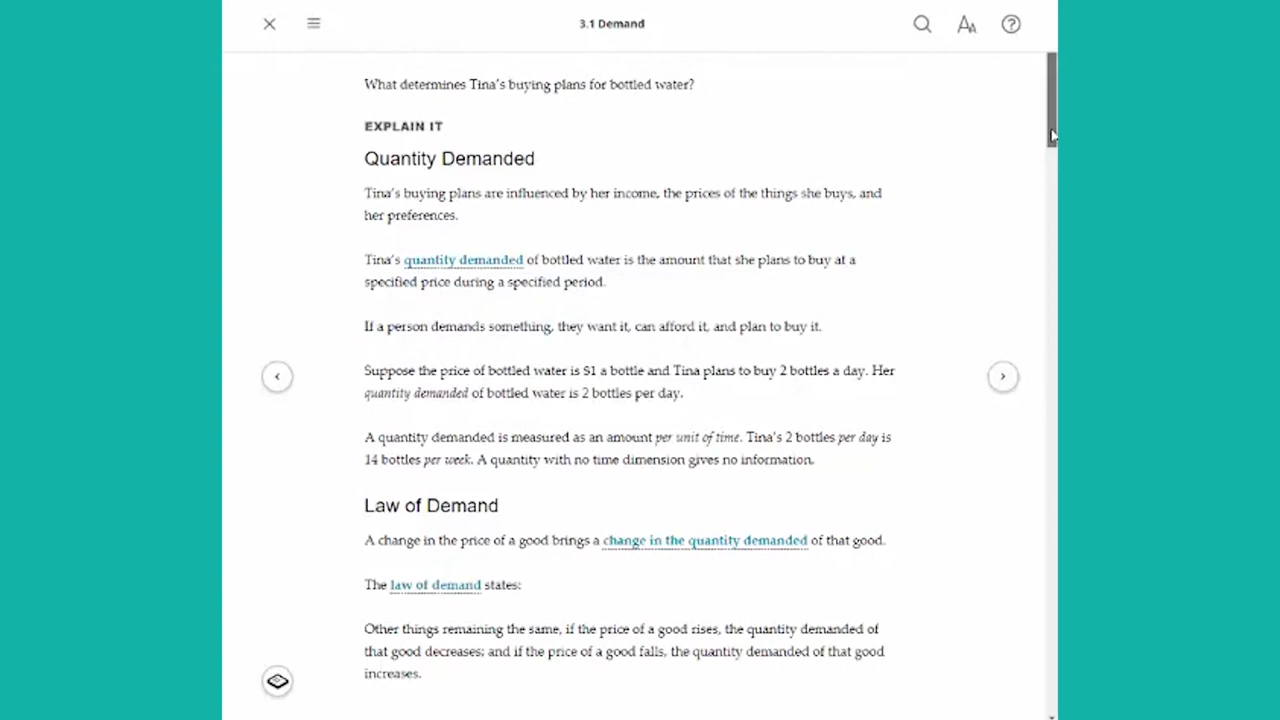 3.1 Demand
What determines Tina's buying plans for bottled water?
EXPLAIN IT
Quantity Demanded
Tina's buying plans are influenced by her income, the prices of the things she buys, and
her preferences.
Tina's quantity demanded of bottled water is the amount that she plans to buy at a
specified price during a specified period.
If a person demands something, they want it, can afford it, and plan to buy it.
Suppose the price of bottled water is $1 a bottle and Tina plans to buy 2 bottles a day. Her
quantity demanded of bottled water is 2 bottles per day.
A quantity demanded is measured as an amount per unit of time. Tina's 2 bottles per day is
14 bottles per week. A quantity with no time dimension gives no information.
Law of Demand
A change in the price of a good brings a change in the quantity demanded of that good.
The law of demand states:
Other things remaining the same, if the price of a good rises, the quantity demanded of
that good decreases; and if the price of a good falls, the quantity demanded of that good
increases.